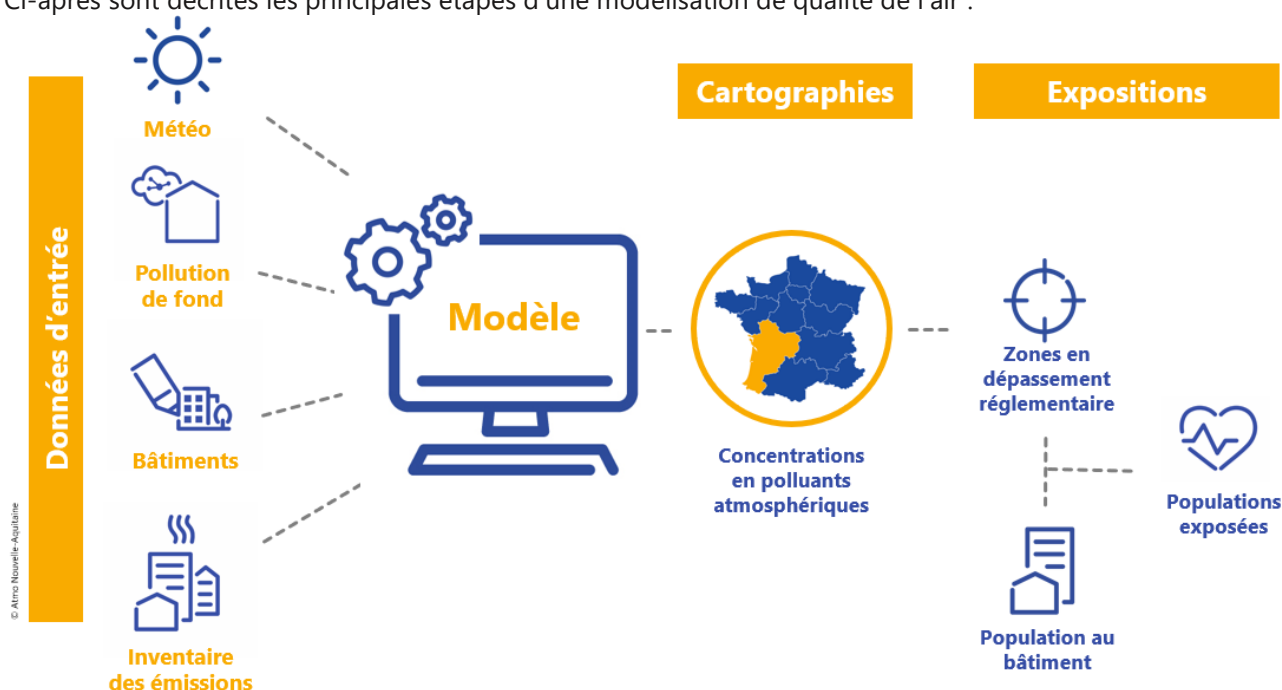 Ci-après sont décrites les principales étapes d'une modélisation de qualité de l'air :
Données d'entrée
Météo
Pollution
de fond
Bâtiments
Inventaire
des émissions
Modèle
Cartographies
Concentrations
en polluants
atmosphériques
Expositions
Zones en
dépassement
réglementaire
Populations
exposées
Population au
bâtiment
© Atmo Nouvelle-Aquitaine